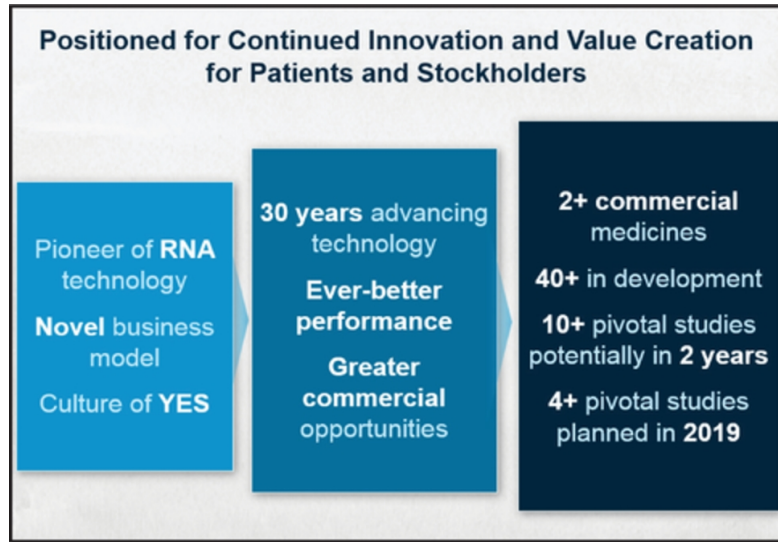 Positioned for Continued Innovation and Value Creation
for Patients and Stockholders
Pioneer of RNA
technology
Novel business
model
Culture of YES
30 years advancing
technology
Ever-better
performance
Greater
commercial
opportunities
2+ commercial
medicines
40+ in development
10+ pivotal studies
potentially in 2 years
4+ pivotal studies
planned in 2019